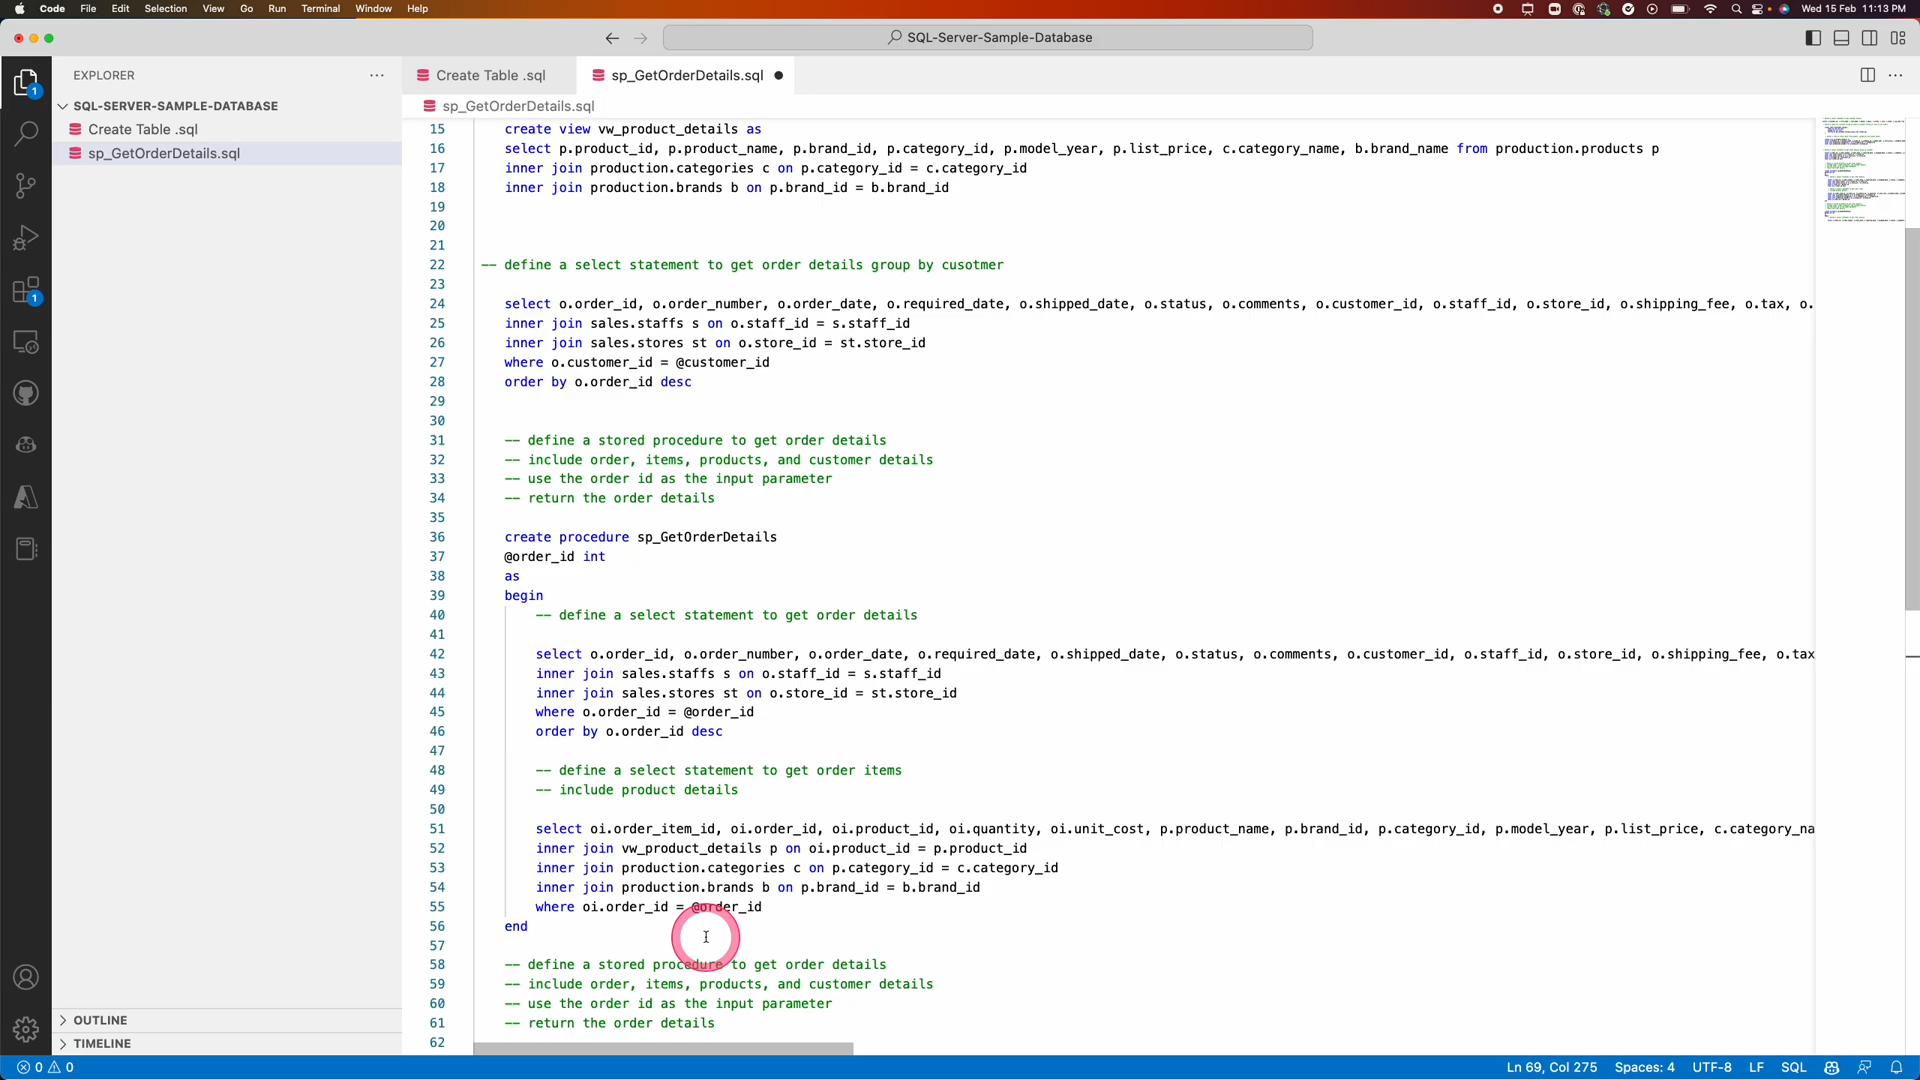 Code File Edit Selection View Go Run Terminal Window Help
Wed 15 Feb 11:13 PM
SQL-Server-Sample-Database
EXPLORER
Create Table .sql
sp_GetOrderDetails.sql
SQL-SERVER-SAMPLE-DATABASE
sp_GetOrderDetails.sql
Create Table .sql
sp_GetOrderDetails.sql
1
1
15 create view vw_product_details as
16 select p.product_id, p.product_name, p.brand_id, p.category_id, p.model_year, p.list_price, c.category_name, b.brand_name from production.products p
17 inner join production.categories c on p.category_id = c.category_id
18 inner join production.brands b on p.brand_id = b.brand_id
19
20
21
22 -- define a select statement to get order details group by cusotmer
23
24 select o.order_id, o.order_number, o.order_date, o.required_date, o.shipped_date, o.status, o.comments, o.customer_id, o.staff_id, o.store_id, o.shipping_fee, o.tax, o.
25 inner join sales.staffs s on o.staff_id = s.staff_id
26 inner join sales.stores st on o.store_id = st.store_id
27 where o.customer_id = @customer_id
28 order by o.order_id desc
29
30
31 -- define a stored procedure to get order details
32 -- include order, items, products, and customer details
33 -- use the order id as the input parameter
34 -- return the order details
35
36 create procedure sp_GetOrderDetails
37 @order_id int
38 as
39 begin
40 -- define a select statement to get order details
41
42 select o.order_id, o.order_number, o.order_date, o.required_date, o.shipped_date, o.status, o.comments, o.customer_id, o.staff_id, o.store_id, o.shipping_fee, o.tax
43 inner join sales.staffs s on o.staff_id = s.staff_id
44 inner join sales.stores st on o.store_id = st.store_id
45 where o.order_id = @order_id
46 order by o.order_id desc
47
48 -- define a select statement to get order items
49 -- include product details
50
51 select oi.order_item_id, oi.order_id, oi.product_id, oi.quantity, oi.unit_cost, p.product_name, p.brand_id, p.category_id, p.model_year, p.list_price, c.category_na
52 inner join vw_product_details p on oi.product_id = p.product_id
53 inner join production.categories c on p.category_id = c.category_id
54 inner join production.brands b on p.brand_id = b.brand_id
55 where oi.order_id = @order_id
56 end
57
58 -- define a stored procedure to get order details
59 -- include order, items, products, and customer details
60 -- use the order id as the input parameter
61 -- return the order details
62
OUTLINE
TIMELINE
0 0
Ln 69, Col 275 Spaces: 4 UTF-8 LF SQL